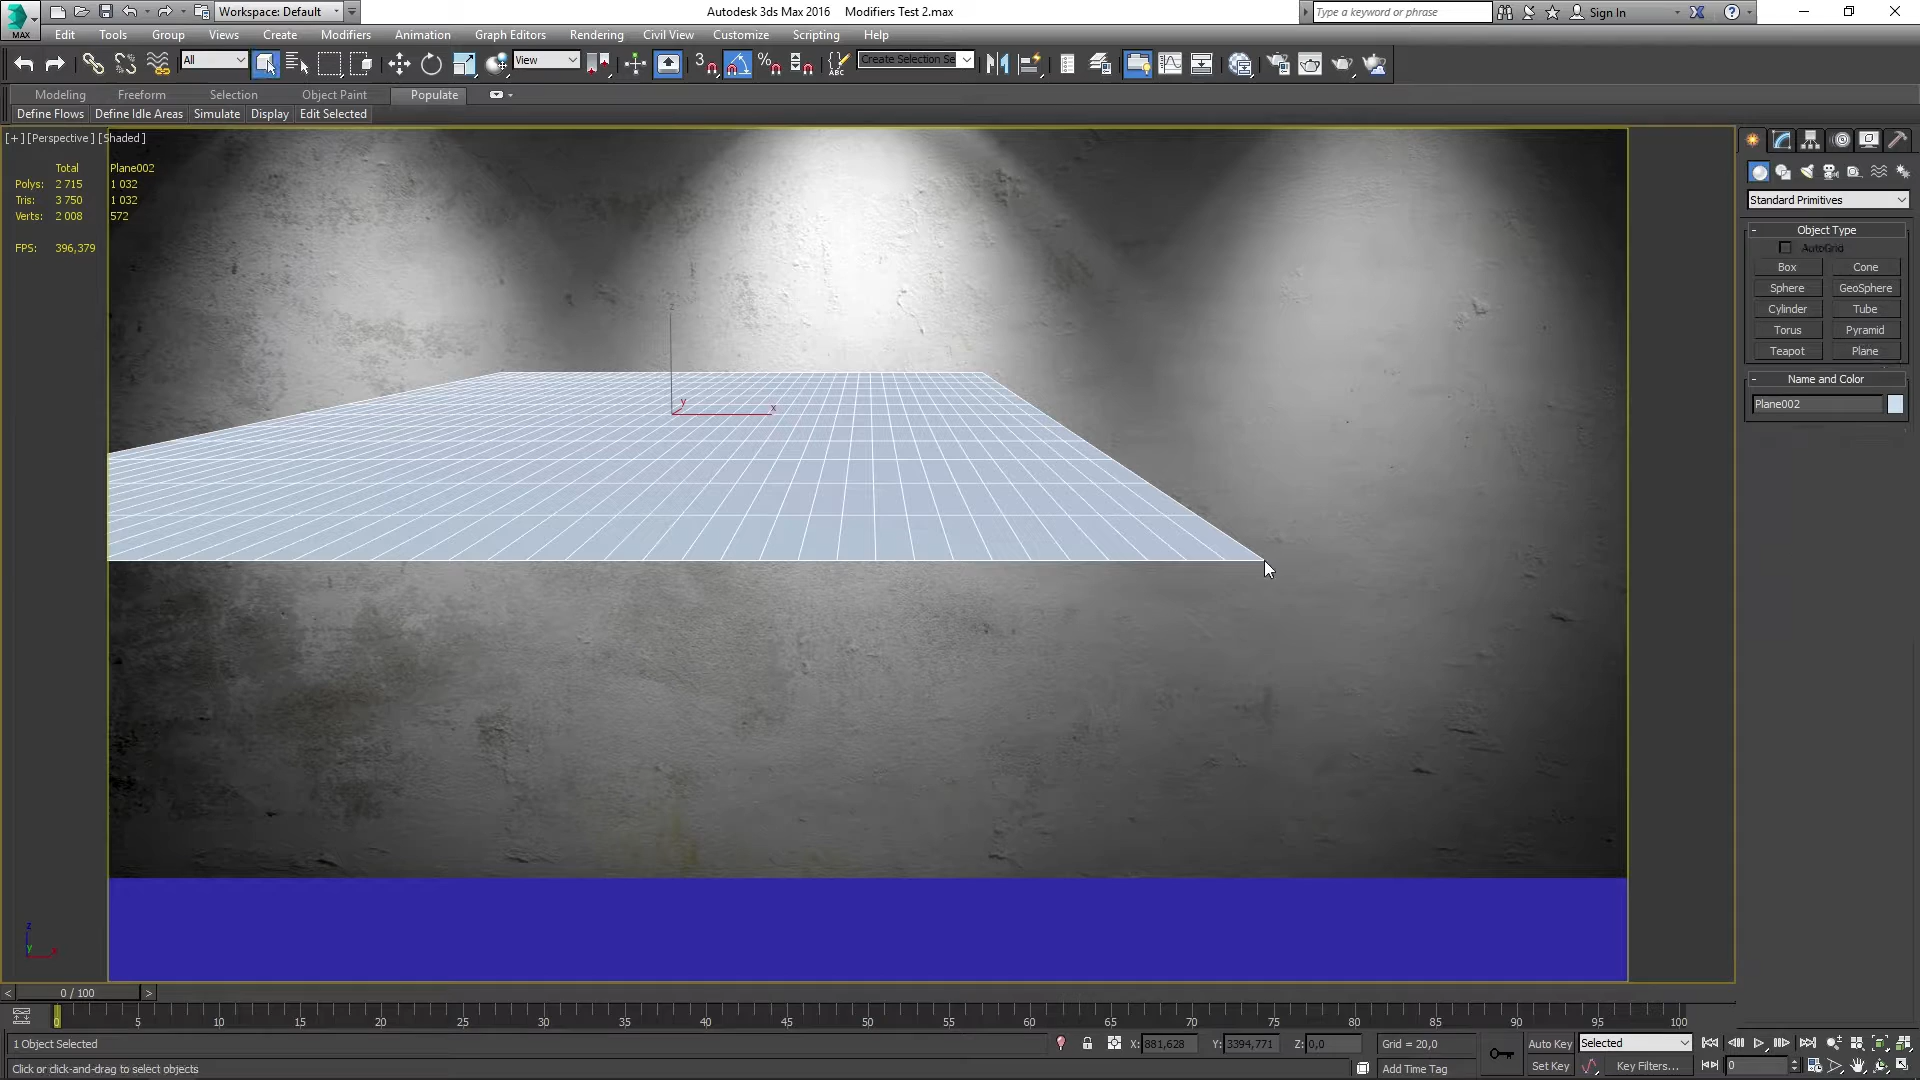 MAX
Workspace: Default
Autodesk 3ds Max 2016 Modifiers Test 2.max
Type a keyword or phrase
Sign In
Edit Tools Group Views Create Modifiers Animation Graph Editors Rendering Civil View Customize Scripting Help
All
View
3
%
ABC
Create Selection Se
Modeling Freeform Selection Object Paint Populate
Define Flows Define Idle Areas Simulate Display Edit Selected
[+] [Perspective] [Shaded]
Total Plane002
Polys: 2 715 1 032
Tris: 3 750 1 032
Verts: 2 008 572
FPS: 396,379
z
y
x
Standard Primitives
- Object Type
AutoGrid
Box Cone
Sphere GeoSphere
Cylinder Tube
Torus Pyramid
Teapot Plane
- Name and Color
Plane002
z
y
x
< 0 / 100 >
0 5 10 15 20 25 30 35 40 45 50 55 60 65 70 75 80 85 90 95 100
1 Object Selected
X: 881,628 Y: 3394,771 Z: 0,0
Grid = 20,0
Auto Key
Selected
Click or click-and-drag to select objects
Add Time Tag
Set Key
Key Filters...
0